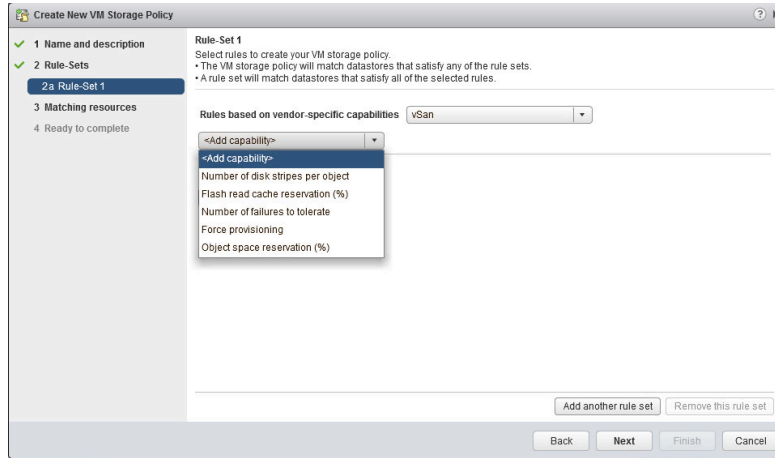 Create New VM Storage Policy
?
1 Name and description
2 Rule-Sets
2a Rule-Set 1
3 Matching resources
4 Ready to complete
Rule-Set 1
Select rules to create your VM storage policy.
• The VM storage policy will match datastores that satisfy any of the rule sets.
• A rule set will match datastores that satisfy all of the selected rules.
Rules based on vendor-specific capabilities vSan
<Add capability>
<Add capability>
Number of disk stripes per object
Flash read cache reservation (%)
Number of failures to tolerate
Force provisioning
Object space reservation (%)
Add another rule set Remove this rule set
Back Next Finish Cancel